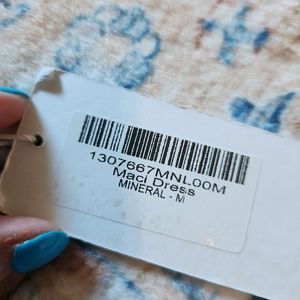 1307667MNL00M
Maci Dress
MINERAL - M